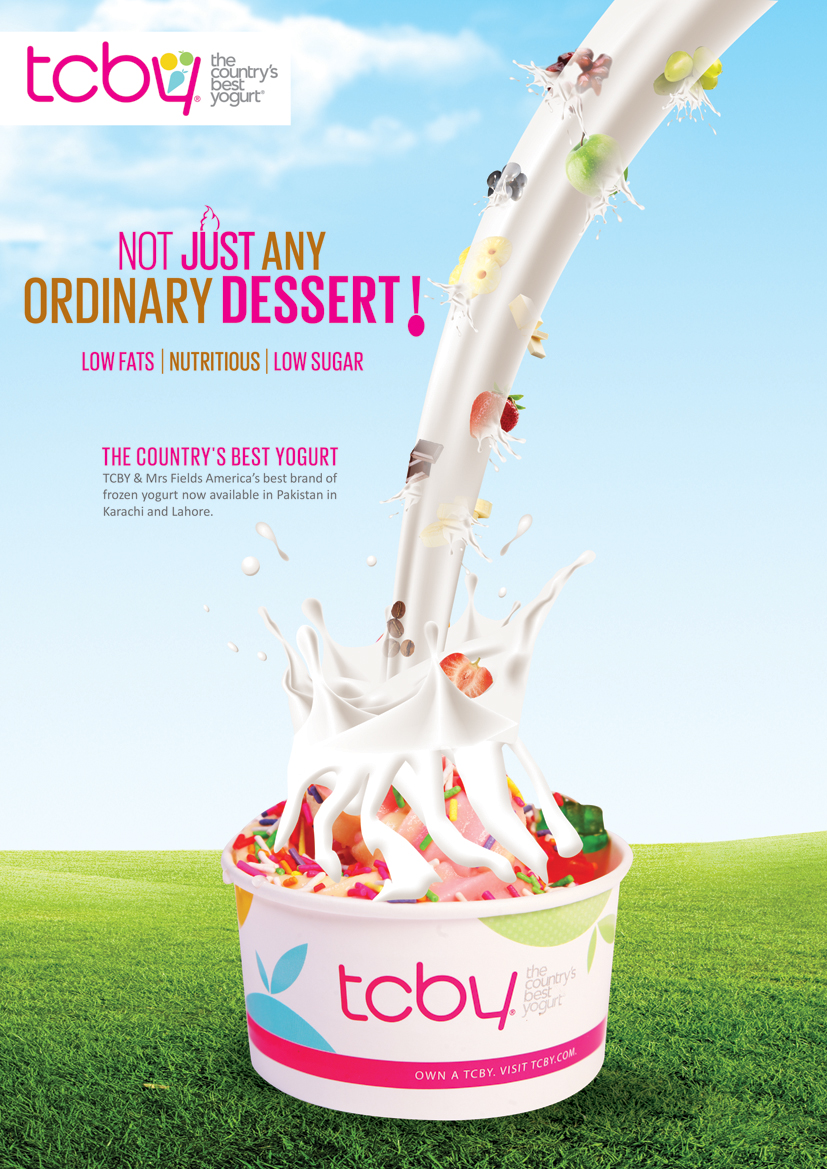 tcby®
the
country's
best
yogurt®
NOT JUST ANY
ORDINARY DESSERT!
LOW FATS | NUTRITIOUS | LOW SUGAR
THE COUNTRY'S BEST YOGURT
TCBY & Mrs Fields America's best brand of
frozen yogurt now available in Pakistan in
Karachi and Lahore.
tcby®
the
country's
best
yogurt
OWN A TCBY. VISIT TCBY.COM.